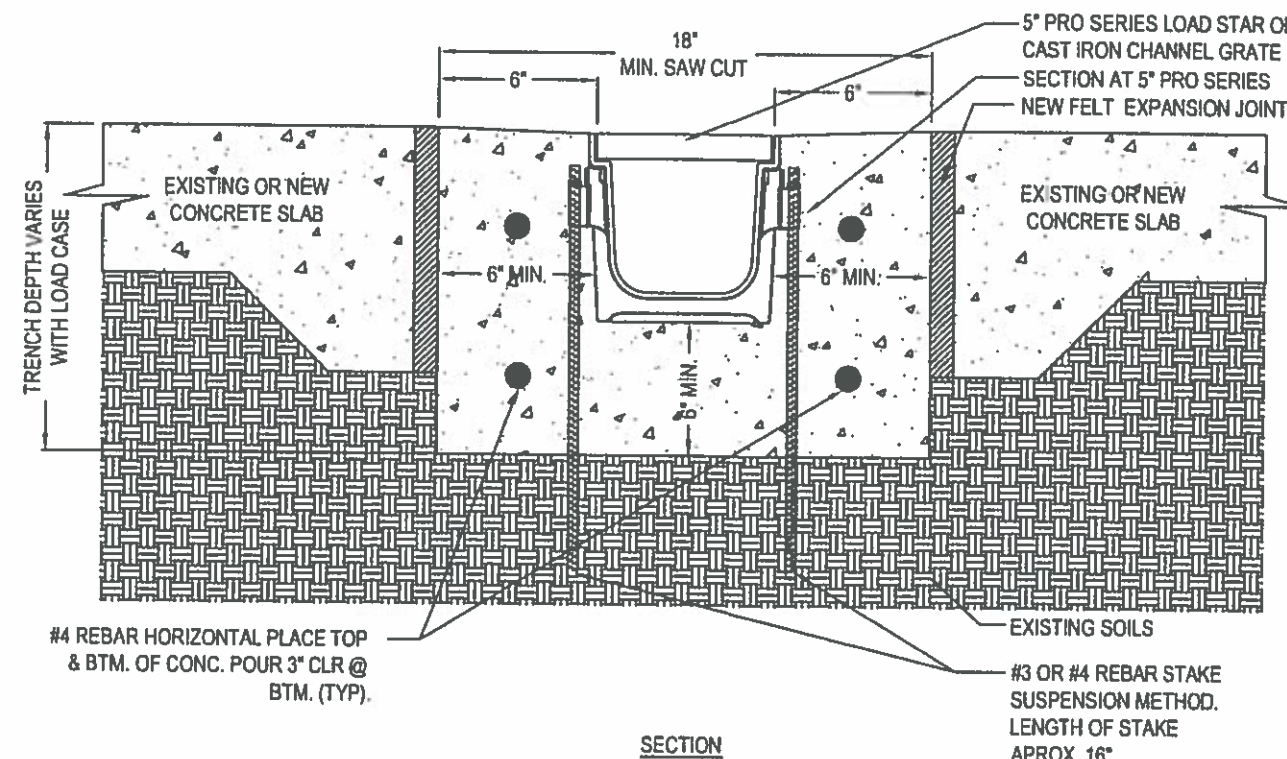 5" PRO SERIES LOAD STAR OR
CAST IRON CHANNEL GRATE
SECTION AT 5" PRO SERIES
NEW FELT EXPANSION JOINT
18"
MIN. SAW CUT
6"
6"
EXISTING OR NEW
CONCRETE SLAB
EXISTING OR NEW
CONCRETE SLAB
TRENCH DEPTH VARIES
WITH LOAD CASE
6" MIN.
6" MIN.
6" MIN.
#4 REBAR HORIZONTAL PLACE TOP
& BTM. OF CONC. POUR 3" CLR @
BTM. (TYP).
EXISTING SOILS
#3 OR #4 REBAR STAKE
SUSPENSION METHOD.
LENGTH OF STAKE
APROX. 16"
SECTION